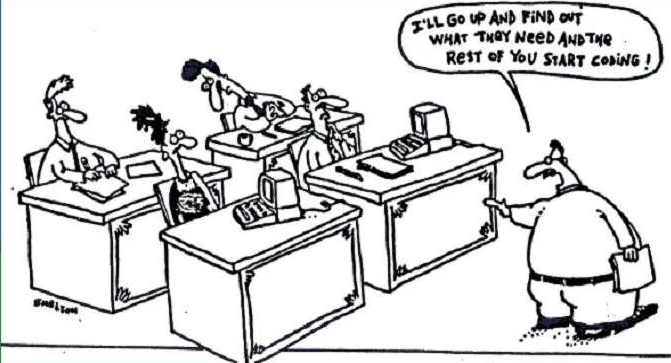 I'LL GO UP AND FIND OUT
WHAT THEY NEED AND THE
REST OF YOU START CODING!